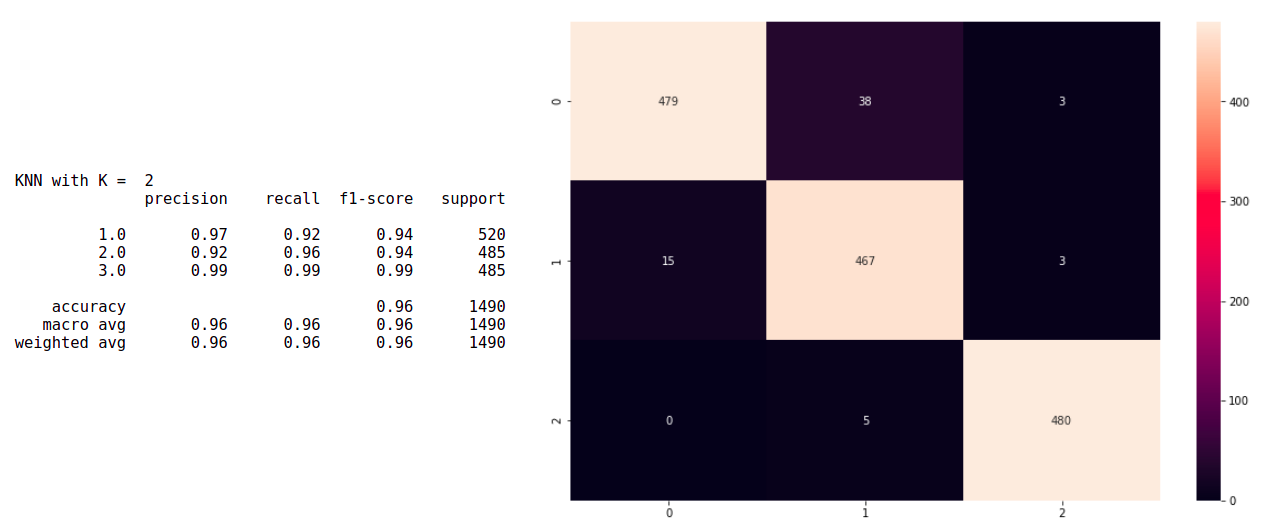 KNN with K =  2
              precision    recall  f1-score   support

         1.0       0.97      0.92      0.94       520
         2.0       0.92      0.96      0.94       485
         3.0       0.99      0.99      0.99       485

    accuracy                           0.96      1490
   macro avg       0.96      0.96      0.96      1490
weighted avg       0.96      0.96      0.96      1490
0 479 38 3
1 15 467 3
2 0 5 480
0 1 2
400
300
200
100
0